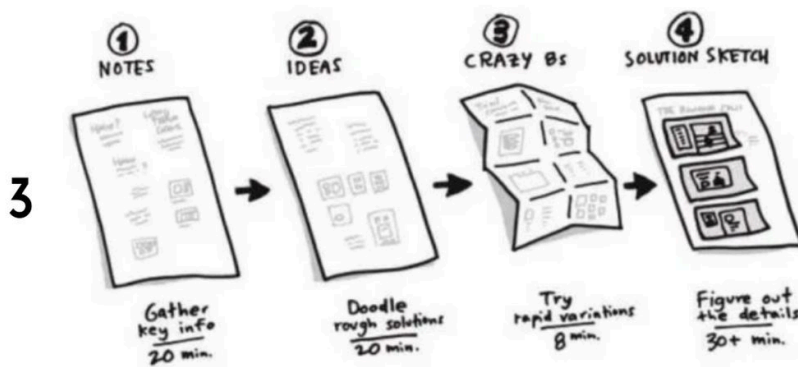 1
NOTES
2
IDEAS
3
CRAZY 8s
4
SOLUTION SKETCH
3
Gather
key info
20 min.
Doodle
rough solutions
20 min.
Try
rapid variations
8 min.
Figure out
the details
30+ min.